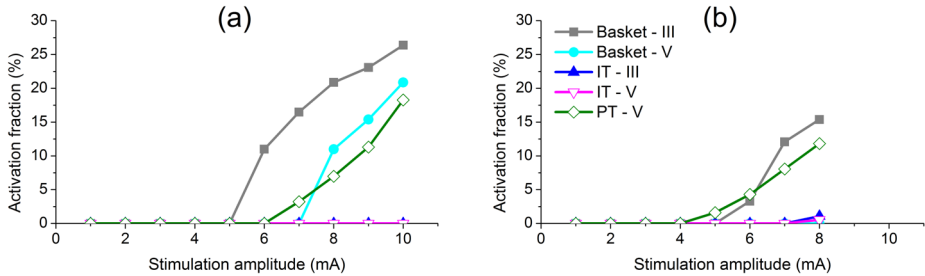 (a)
Activation fraction (%)
30
25
20
15
10
5
0
0 2 4 6 8 10
Stimulation amplitude (mA)
(b)
Activation fraction (%)
30
25
20
15
10
5
0
Basket - III
Basket - V
IT - III
IT - V
PT - V
0 2 4 6 8 10
Stimulation amplitude (mA)